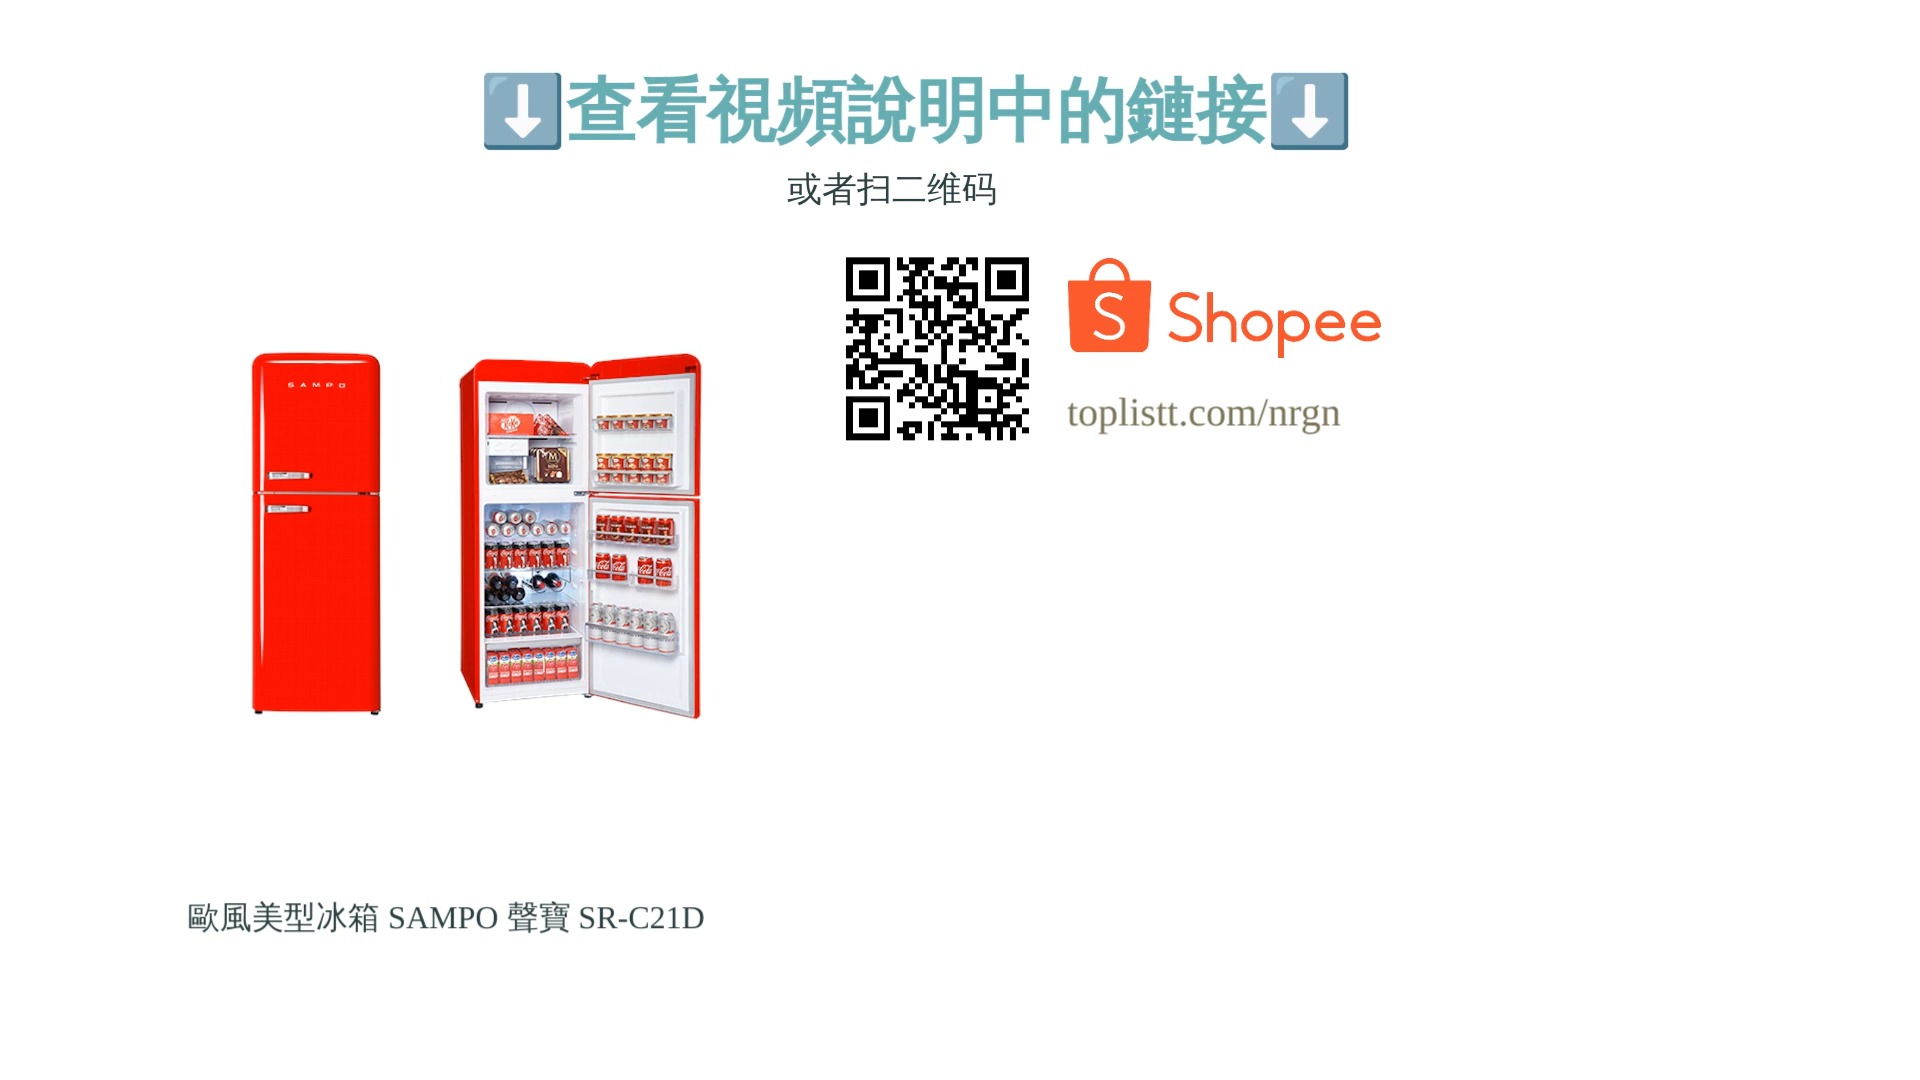 ⬇️查看視頻說明中的鏈接⬇️
或者扫二维码
S Shopee
toplistt.com/nrgn
SAMPO
歐風美型冰箱 SAMPO 聲寶 SR-C21D